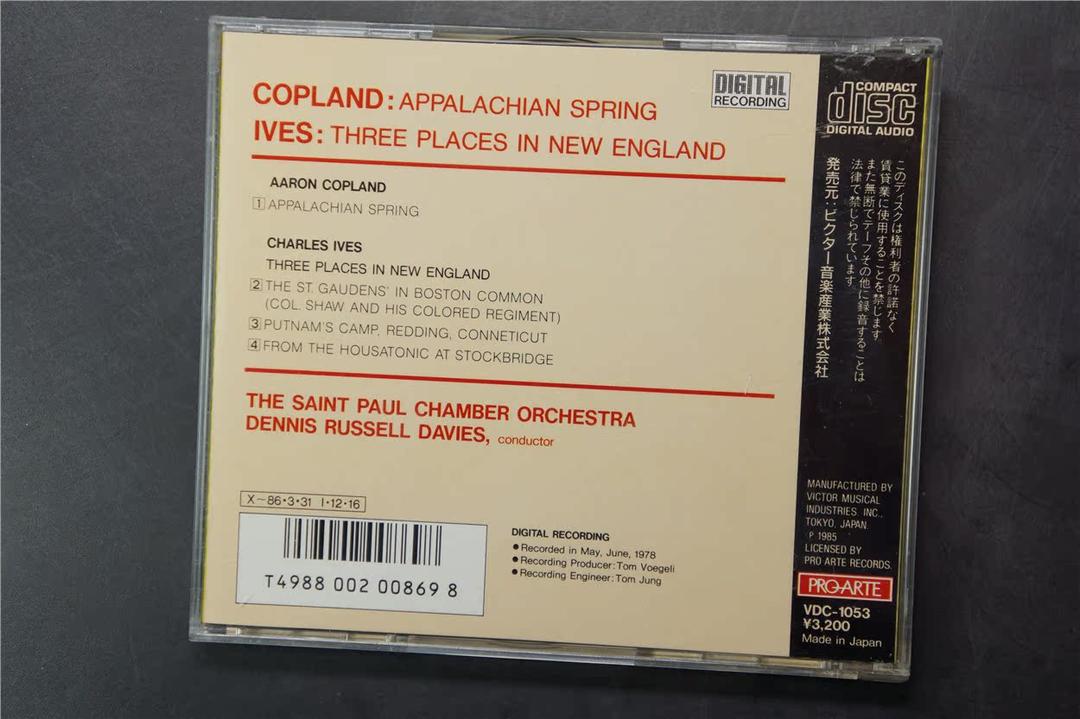 COPLAND: APPALACHIAN SPRING
IVES: THREE PLACES IN NEW ENGLAND
DIGITAL
RECORDING
AARON COPLAND
1 APPALACHIAN SPRING
CHARLES IVES
THREE PLACES IN NEW ENGLAND
2 THE ST. GAUDENS' IN BOSTON COMMON
(COL. SHAW AND HIS COLORED REGIMENT)
3 PUTNAM'S CAMP, REDDING, CONNETICUT
4 FROM THE HOUSATONIC AT STOCKBRIDGE
THE SAINT PAUL CHAMBER ORCHESTRA
DENNIS RUSSELL DAVIES, conductor
X-86・3・31 I・12・16
T4988 002 00869 8
DIGITAL RECORDING
● Recorded in May, June, 1978
● Recording Producer: Tom Voegeli
● Recording Engineer: Tom Jung
COMPACT
disc
DIGITAL AUDIO
このディスクは権利者の許諾なく
賃貸業に使用することを禁じます。
また無断でテープその他に録音することは
法律で禁じられています。
発売元:ビクター音楽産業株式会社
MANUFACTURED BY
VICTOR MUSICAL
INDUSTRIES. INC.,
TOKYO, JAPAN.
℗ 1985
LICENSED BY
PRO ARTE RECORDS.
PRO-ARTE
VDC-1053
¥3,200
Made in Japan